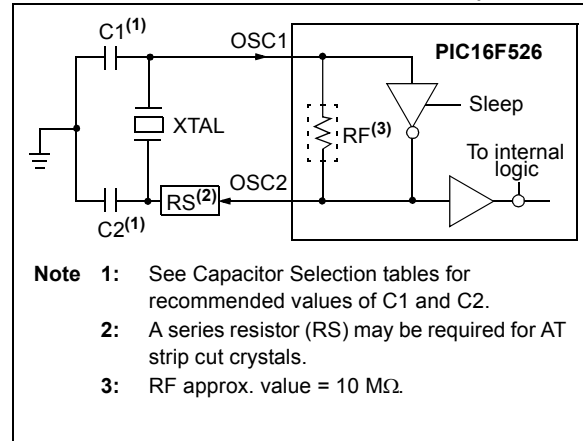 C1(1)
OSC1
PIC16F526
Sleep
XTAL
RF(3)
To internal
logic
OSC2
RS(2)
C2(1)
Note 1: See Capacitor Selection tables for
recommended values of C1 and C2.
2: A series resistor (RS) may be required for AT
strip cut crystals.
3: RF approx. value = 10 MΩ.